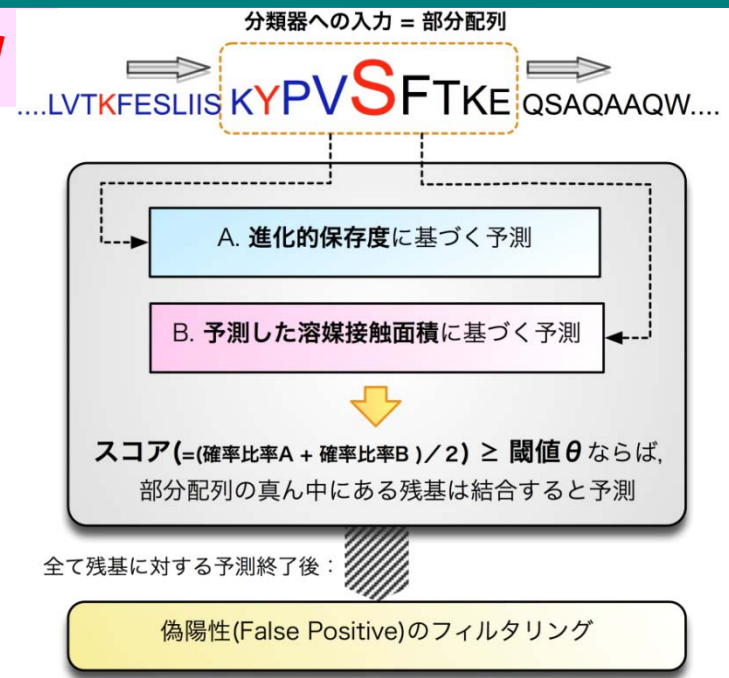 分類器への入力 = 部分配列
....LVTKFESLIIS KYPVSFTKE QSAQAAQW....
A. 進化的保存度に基づく予測
B. 予測した溶媒接触面積に基づく予測
スコア(=(確率比率A + 確率比率B )／2) ≥ 閾値θ ならば,
部分配列の真ん中にある残基は結合すると予測
全て残基に対する予測終了後：
偽陽性(False Positive)のフィルタリング